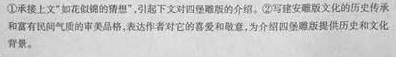 ①承接上文“如花似锦的猜想”,引起下文对四堡雕版的介绍。②写建安雕版文化的历史传承
和富有民间气质的审美品格,表达作者对它的喜爱和敬意,为介绍四堡雕版提供历史和文化
背景。